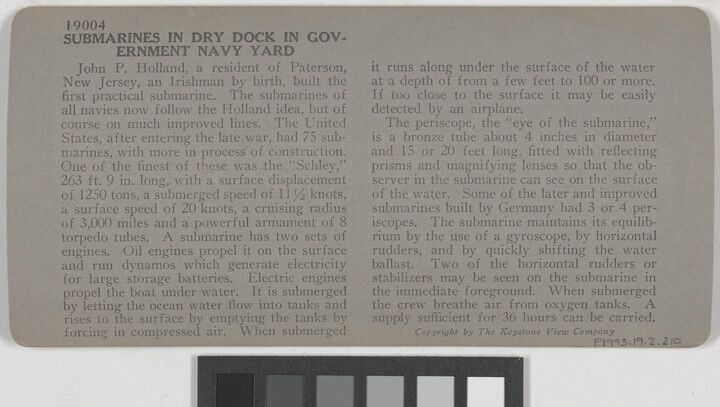 19004
SUBMARINES IN DRY DOCK IN GOV-
ERNMENT NAVY YARD
John P. Holland, a resident of Paterson,
New Jersey, an Irishman by birth, built the
first practical submarine. The submarines of
all navies now follow the Holland idea, but of
course on much improved lines. The United
States, after entering the late war, had 75 sub-
marines, with more in process of construction.
One of the finest of these was the "Schley,"
263 ft. 9 in. long, with a surface displacement
of 1250 tons, a submerged speed of 11½ knots,
a surface speed of 20 knots, a cruising radius
of 3,000 miles and a powerful armament of 8
torpedo tubes. A submarine has two sets of
engines. Oil engines propel it on the surface
and run dynamos which generate electricity
for large storage batteries. Electric engines
propel the boat under water. It is submerged
by letting the ocean water flow into tanks and
rises to the surface by emptying the tanks by
forcing in compressed air. When submerged
it runs along under the surface of the water
at a depth of from a few feet to 100 or more.
If too close to the surface it may be easily
detected by an airplane.
The periscope, the "eye of the submarine,"
is a bronze tube about 4 inches in diameter
and 15 or 20 feet long, fitted with reflecting
prisms and magnifying lenses so that the ob-
server in the submarine can see on the surface
of the water. Some of the later and improved
submarines built by Germany had 3 or 4 per-
iscopes. The submarine maintains its equilib-
rium by the use of a gyroscope, by horizontal
rudders, and by quickly shifting the water
ballast. Two of the horizontal rudders or
stabilizers may be seen on the submarine in
the immediate foreground. When submerged
the crew breathe air from oxygen tanks. A
supply sufficient for 36 hours can be carried.
Copyright by The Keystone View Company
P1993.19.2.210